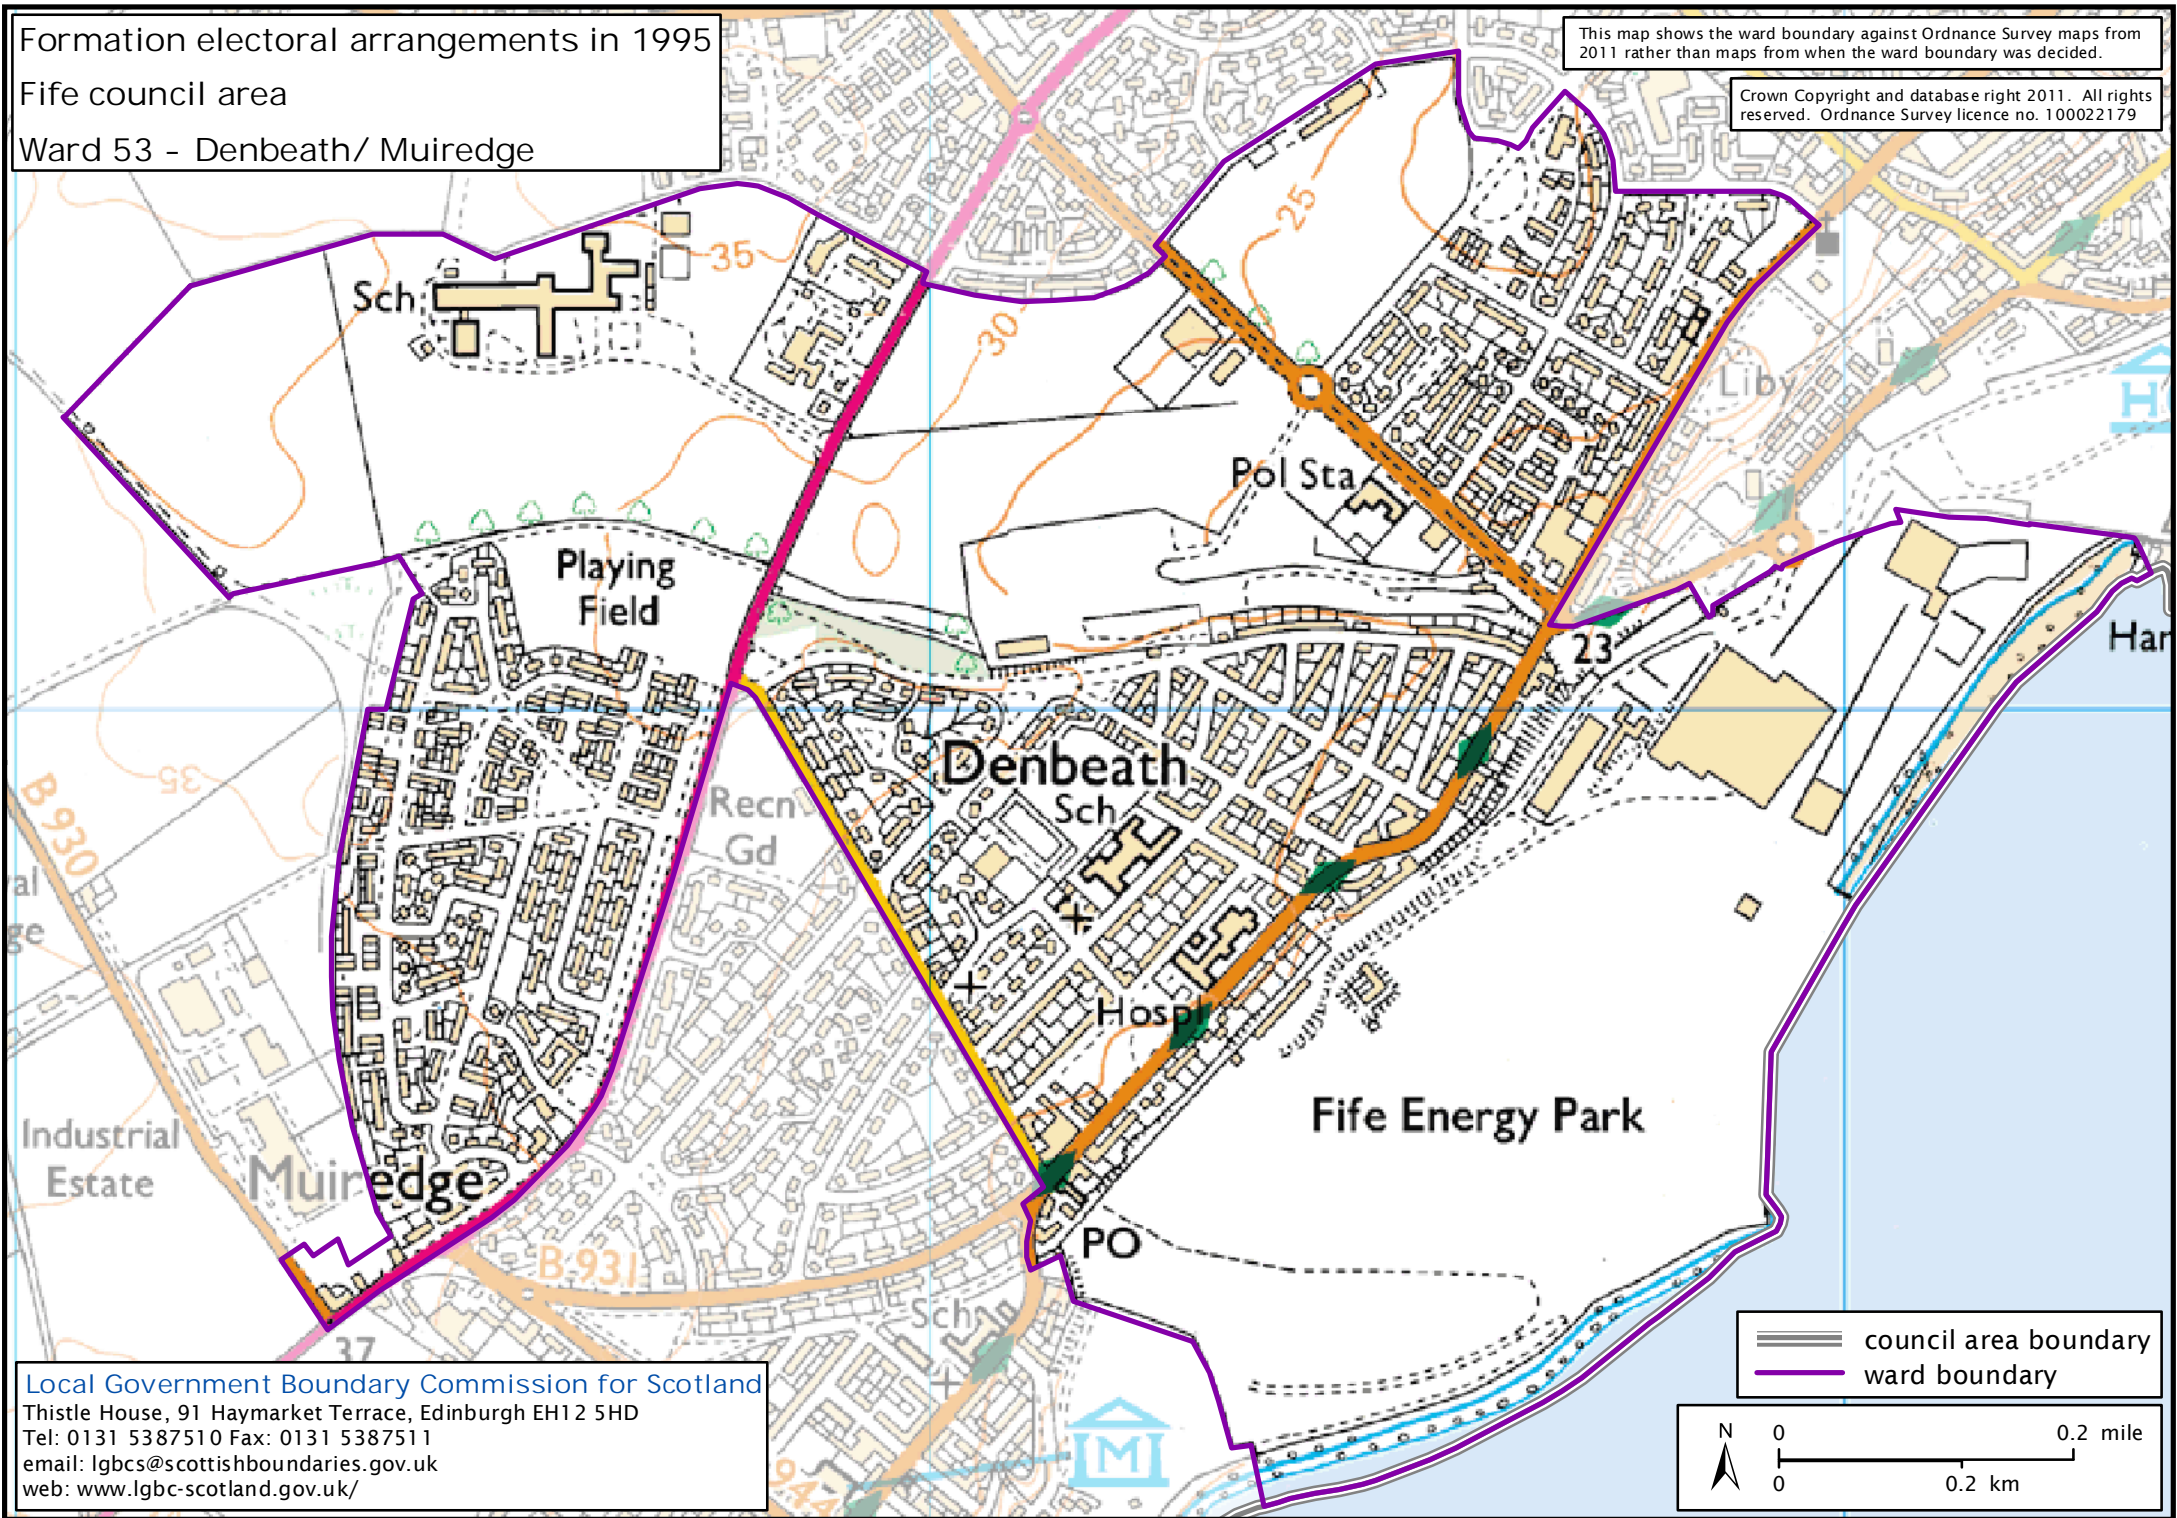 Formation electoral arrangements in 1995
Fife council area
Ward 53 - Denbeath/ Muiredge
This map shows the ward boundary against Ordnance Survey maps from
2011 rather than maps from when the ward boundary was decided.
Crown Copyright and database right 2011. All rights
reserved. Ordnance Survey licence no. 100022179
25
35
Sch
30
Liby
H
Pol Sta
Playing
Field
23
Har
Denbeath
Sch
35
B 930
Recn
Gd
al
ge
Hospl
Fife Energy Park
Industrial
Estate
Muiredge
PO
B 931
Sch
37
M
944
council area boundary
ward boundary
N
0
0.2 mile
0
0.2 km
Local Government Boundary Commission for Scotland
Thistle House, 91 Haymarket Terrace, Edinburgh EH12 5HD
Tel: 0131 5387510 Fax: 0131 5387511
email: lgbcs@scottishboundaries.gov.uk
web: www.lgbc-scotland.gov.uk/